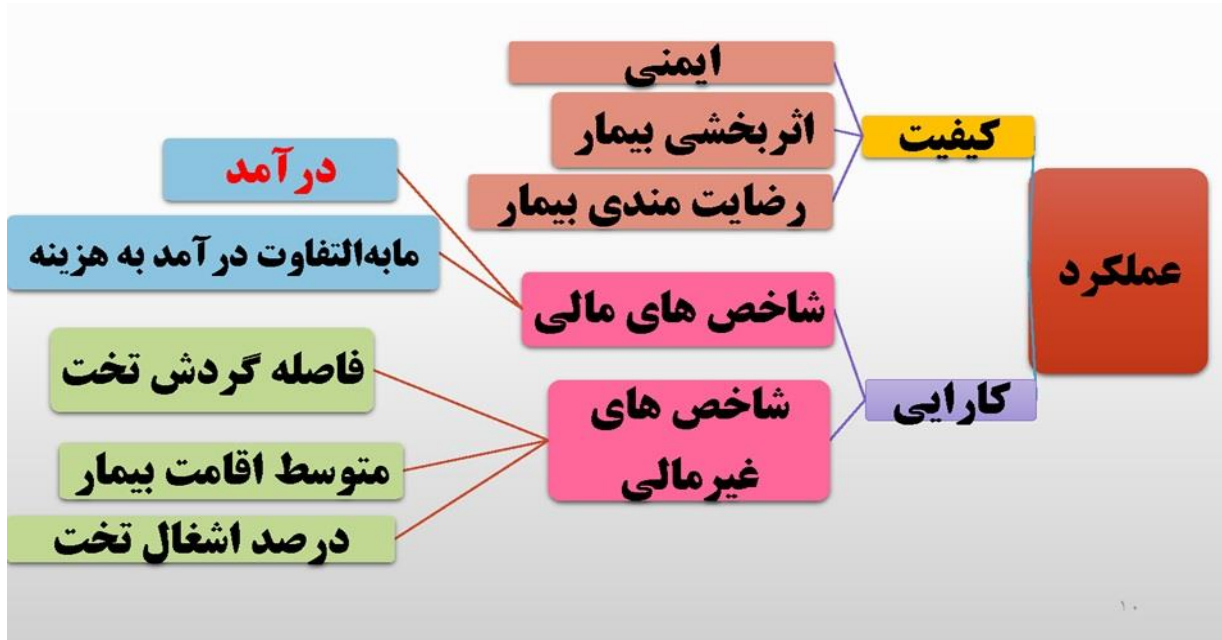 عملکرد
کیفیت
ایمنی
اثربخشی بیمار
رضایت مندی بیمار
کارایی
شاخص های مالی
درآمد
مابه‌التفاوت درآمد به هزینه
شاخص های
غیرمالی
فاصله گردش تخت
متوسط اقامت بیمار
درصد اشغال تخت
۱۰